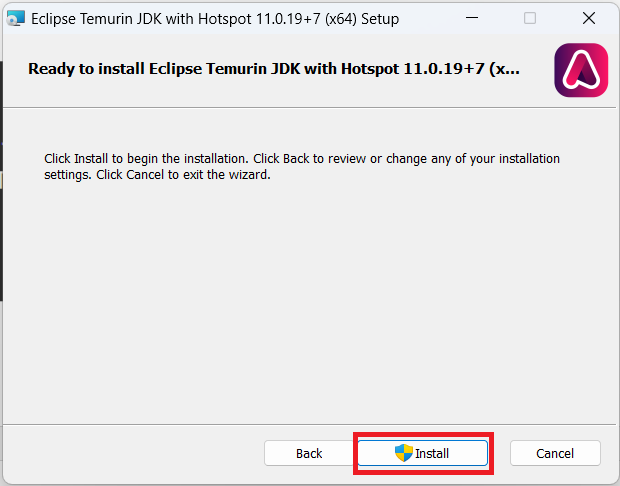 Eclipse Temurin JDK with Hotspot 11.0.19+7 (x64) Setup
Ready to install Eclipse Temurin JDK with Hotspot 11.0.19+7 (x...
Click Install to begin the installation. Click Back to review or change any of your installation
settings. Click Cancel to exit the wizard.
Back
Install
Cancel